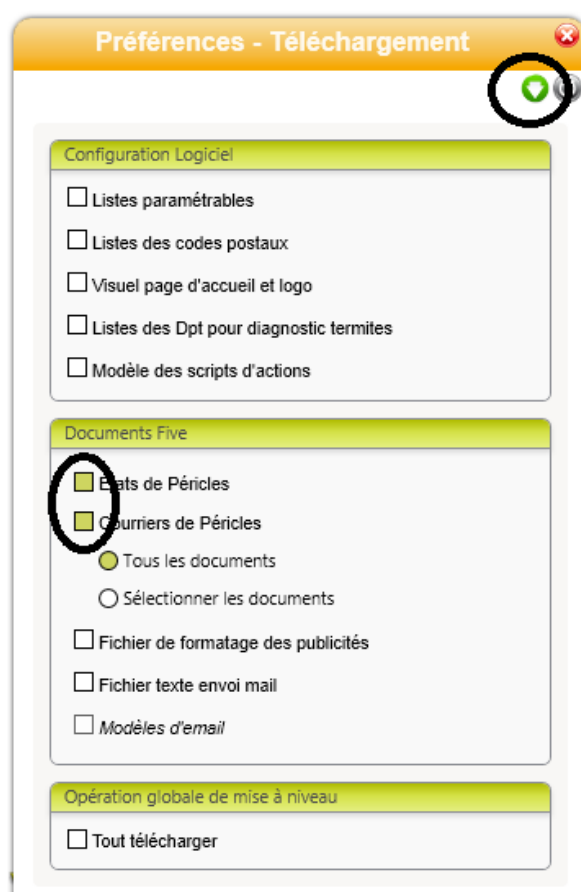 Préférences - Téléchargement
Configuration Logiciel
Listes paramétrables
Listes des codes postaux
Visuel page d'accueil et logo
Listes des Dpt pour diagnostic termites
Modèle des scripts d'actions
Documents Five
Etats de Péricles
Courriers de Péricles
Tous les documents
Sélectionner les documents
Fichier de formatage des publicités
Fichier texte envoi mail
Modèles d'email
Opération globale de mise à niveau
Tout télécharger